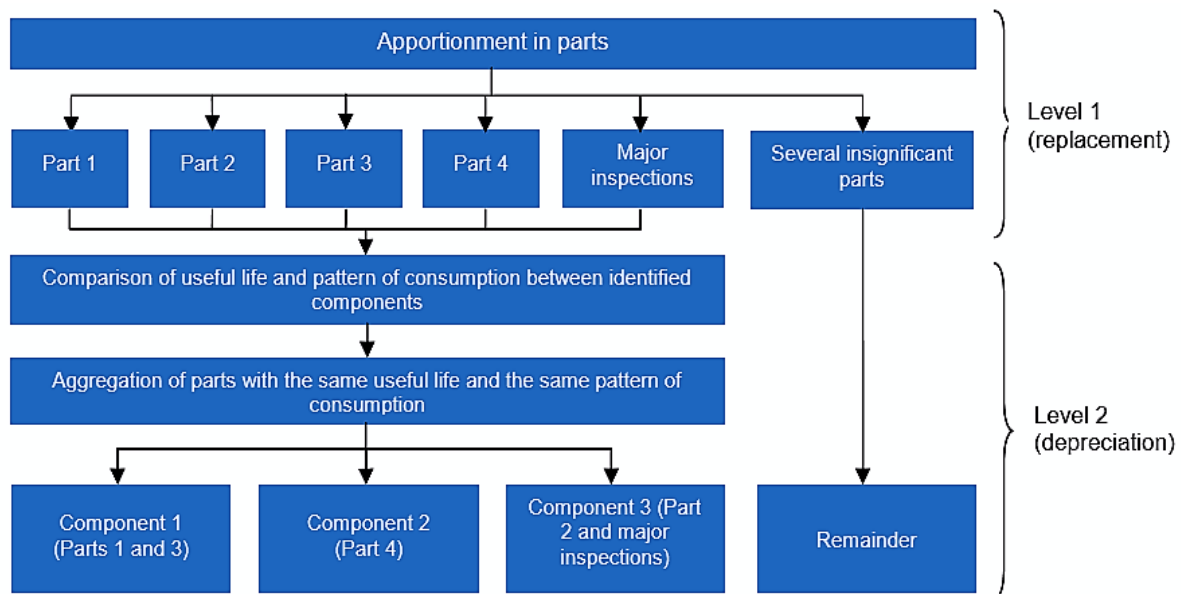 Apportionment in parts
Level 1
(replacement)
Part 1
Part 2
Part 3
Part 4
Major
inspections
Several insignificant
parts
Comparison of useful life and pattern of consumption between identified
components
Aggregation of parts with the same useful life and the same pattern of
consumption
Level 2
(depreciation)
Component 1
(Parts 1 and 3)
Component 2
(Part 4)
Component 3 (Part
2 and major
inspections)
Remainder